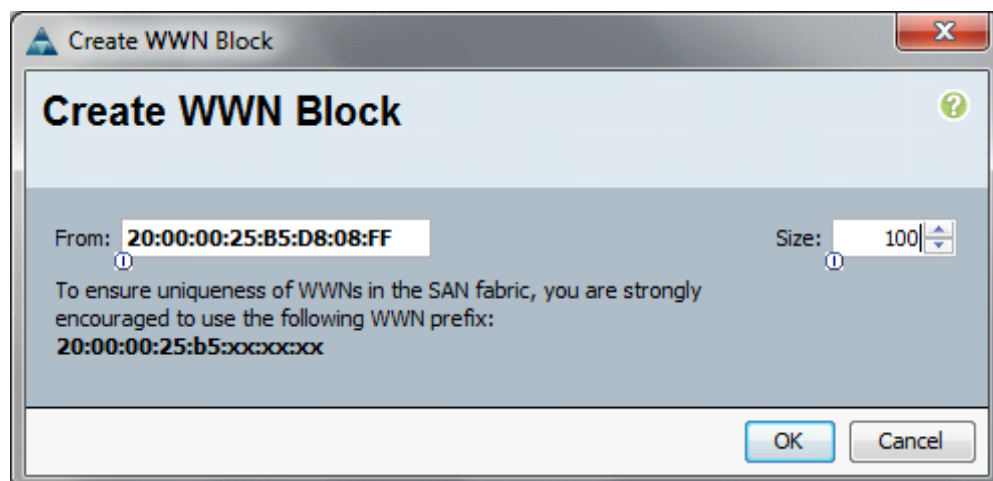 Create WWN Block
Create WWN Block
From: 20:00:00:25:B5:D8:08:FF Size: 100
To ensure uniqueness of WWNs in the SAN fabric, you are strongly
encouraged to use the following WWN prefix:
20:00:00:25:b5:xx:xx:xx
OK Cancel